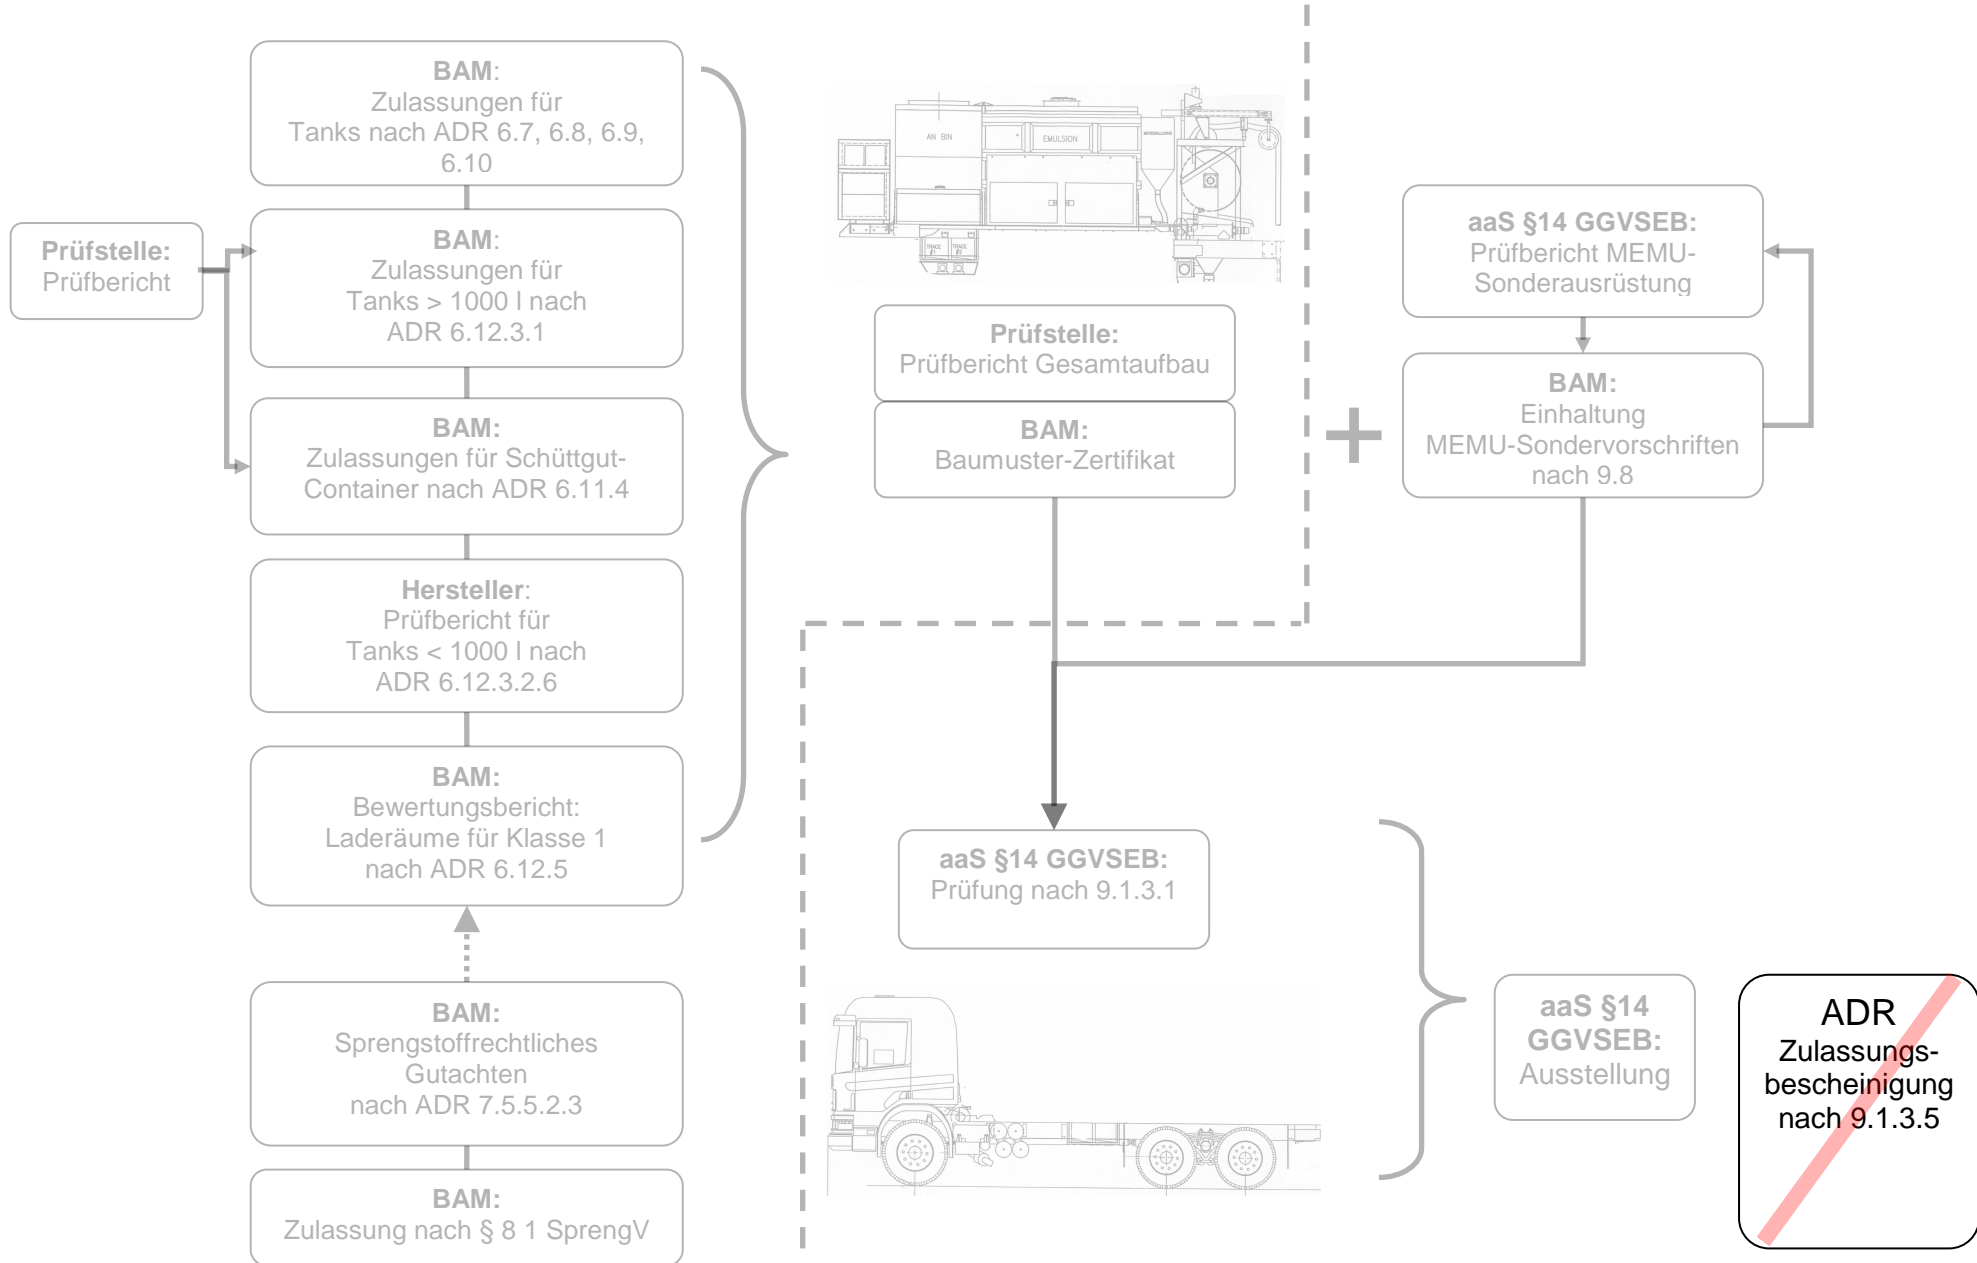 BAM:
Zulassungen für
Tanks nach ADR 6.7, 6.8, 6.9,
6.10
Prüfstelle:
Prüfbericht
BAM:
Zulassungen für
Tanks > 1000 l nach
ADR 6.12.3.1
BAM:
Zulassungen für Schüttgut-
Container nach ADR 6.11.4
Hersteller:
Prüfbericht für
Tanks < 1000 l nach
ADR 6.12.3.2.6
BAM:
Bewertungsbericht:
Laderäume für Klasse 1
nach ADR 6.12.5
BAM:
Sprengstoffrechtliches
Gutachten
nach ADR 7.5.5.2.3
BAM:
Zulassung nach § 8 1 SprengV
AN BIN
EMULSION
MICROBALLOONS
TRACE
#1
TRACE
#2
Prüfstelle:
Prüfbericht Gesamtaufbau
BAM:
Baumuster-Zertifikat
+
aaS §14 GGVSEB:
Prüfbericht MEMU-
Sonderausrüstung
BAM:
Einhaltung
MEMU-Sondervorschriften
nach 9.8
aaS §14 GGVSEB:
Prüfung nach 9.1.3.1
aaS §14
GGVSEB:
Ausstellung
ADR
Zulassungs-
bescheinigung
nach 9.1.3.5